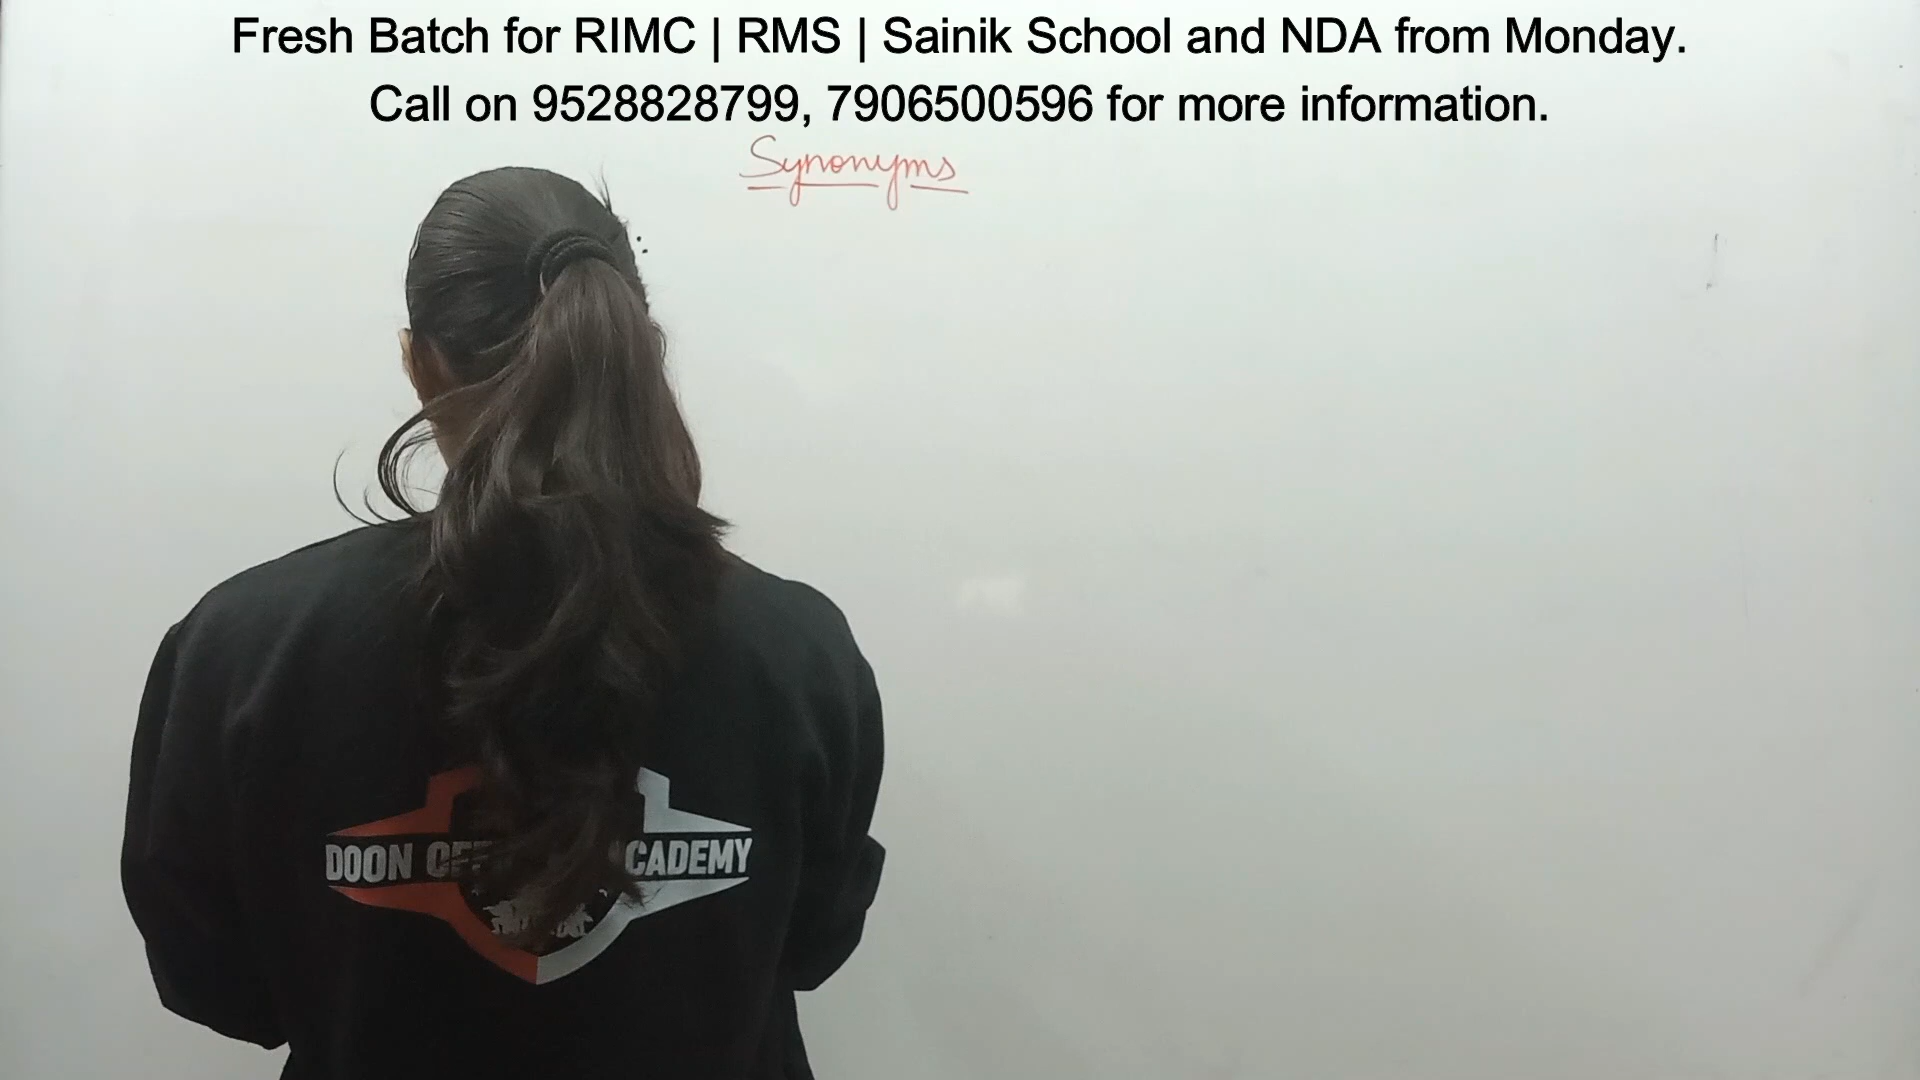 Fresh Batch for RIMC | RMS | Sainik School and NDA from Monday.
Call on 9528828799, 7906500596 for more information.
Synonyms
DOON CADEMY